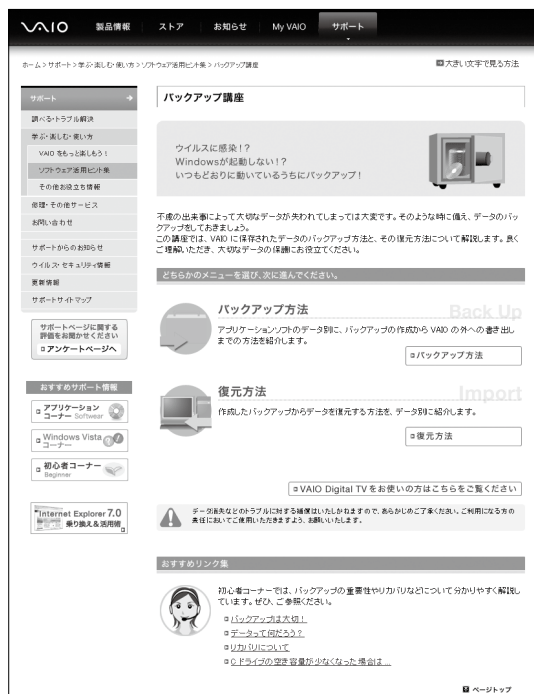 VAIO 製品情報 ストア お知らせ My VAIO サポート
ホーム > サポート > 学ぶ・楽しむ・使い方 > ソフトウェア活用ヒント集 > バックアップ講座
大きい文字で見る方法
サポート
調べる・トラブル解決
学ぶ・楽しむ・使い方
VAIO をもっと楽しもう!
ソフトウェア活用ヒント集
その他お役立ち情報
修理・その他サービス
お問い合わせ
サポートからのお知らせ
ウイルス・セキュリティ情報
更新情報
サポートサイトマップ
サポートページに関する
評価をお聞かせください
アンケートページへ
おすすめサポート情報
アプリケーション
コーナー Softwear
Windows Vista
コーナー
初心者コーナー
Beginner
Internet Explorer 7.0
乗り換え&活用術
バックアップ講座
ウイルスに感染!?
Windowsが起動しない!?
いつもどおりに動いているうちにバックアップ!
不慮の出来事によって大切なデータが失われてしまっては大変です。そのような時に備え、データのバッ
クアップをしておきましょう。
この講座では、VAIO に保存されたデータのバックアップ方法と、その復元方法について解説します。良く
ご理解いただき、大切なデータの保護にお役立てください。
どちらかのメニューを選び、次に進んでください。
バックアップ方法
Back Up
アプリケーションソフトのデータ別に、バックアップの作成から VAIO の外への書き出し
までの方法を紹介します。
バックアップ方法
復元方法
Import
作成したバックアップからデータを復元する方法を、データ別に紹介します。
復元方法
VAIO Digital TV をお使いの方はこちらをご覧ください
データ消失などのトラブルに対する補償はいたしかねますので、あらかじめご了承ください。ご利用になる方の
責任においてご使用いただきますよう、お願いいたします。
おすすめリンク集
初心者コーナーでは、バックアップの重要性やリカバリなどについて分かりやすく解説し
ています。ぜひ、ご参照ください。
バックアップは大切!
データって何だろう?
リカバリについて
C ドライブの空き容量が少なくなった場合は ...
ページトップ